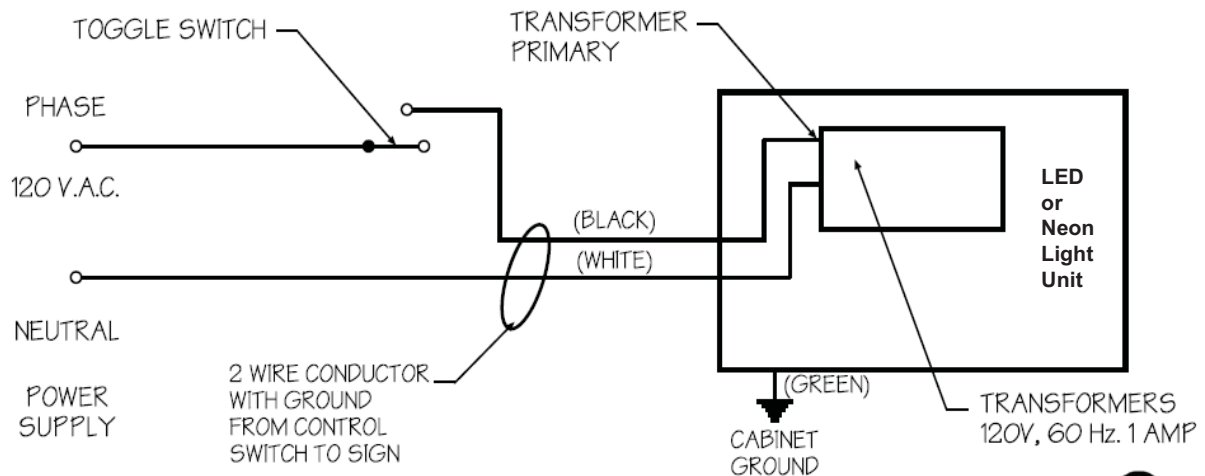 TOGGLE SWITCH
TRANSFORMER
PRIMARY
PHASE
120 V.A.C.
LED
or
Neon
Light
Unit
(BLACK)
(WHITE)
NEUTRAL
POWER
SUPPLY
2 WIRE CONDUCTOR
WITH GROUND
FROM CONTROL
SWITCH TO SIGN
(GREEN)
CABINET
GROUND
TRANSFORMERS
120V, 60 Hz. 1 AMP